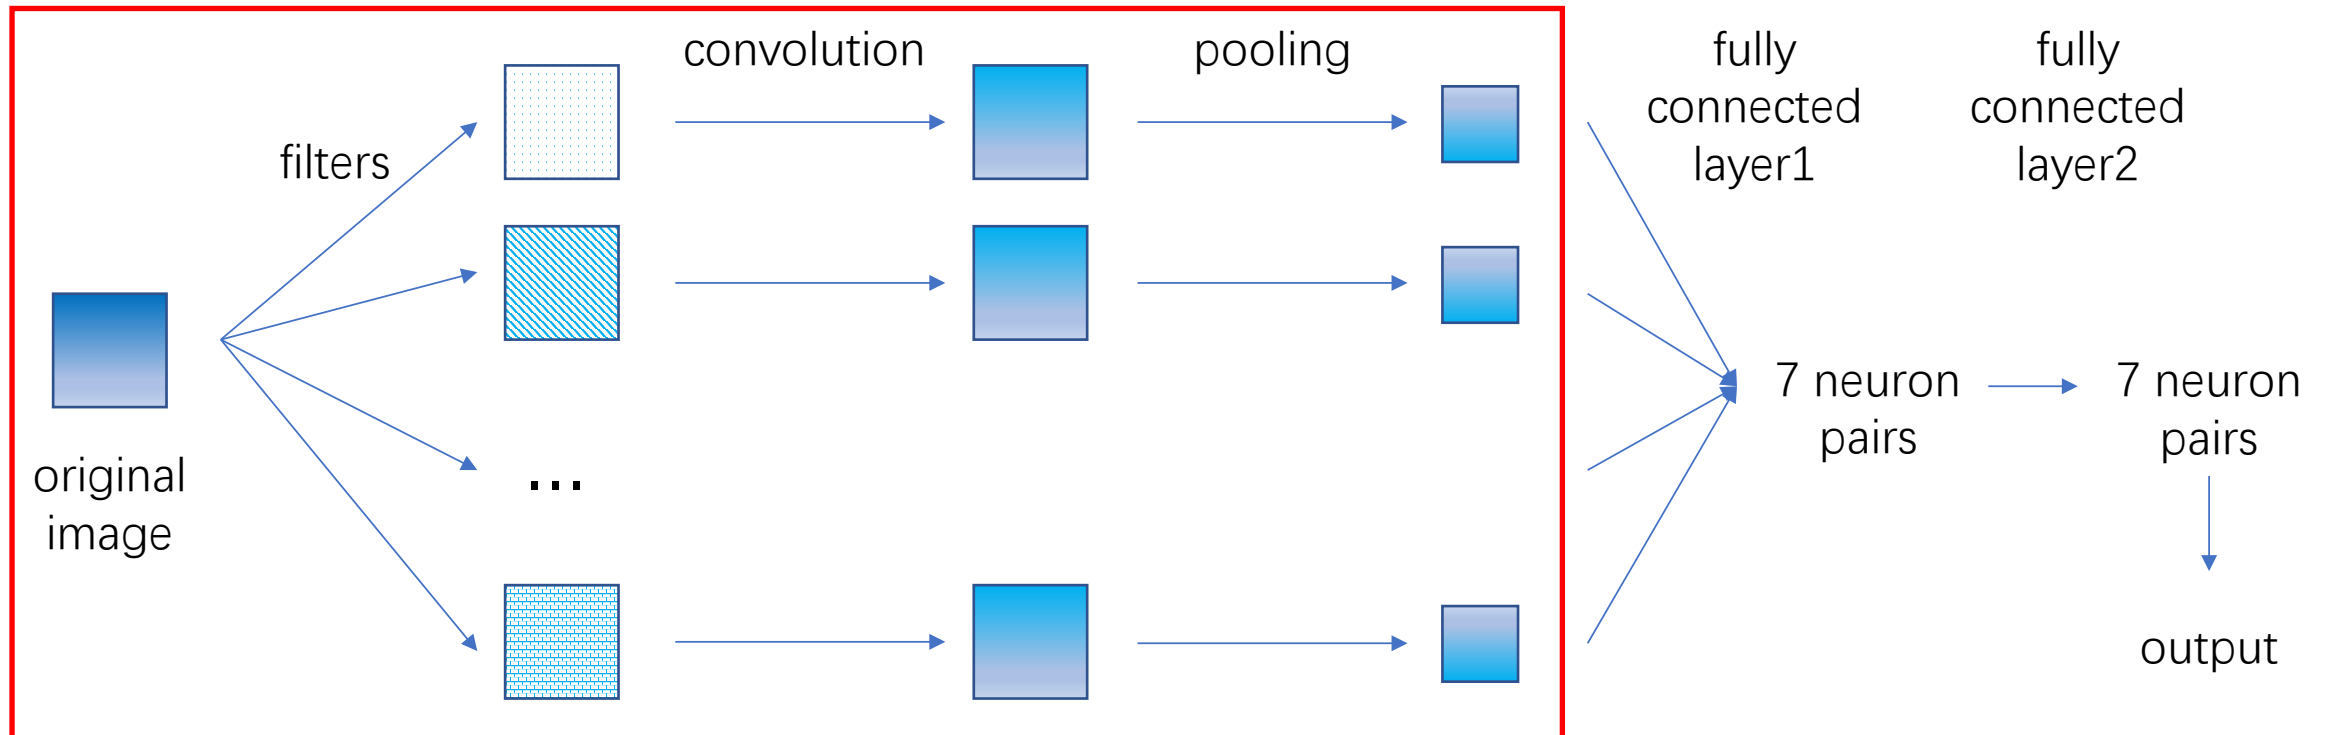 original
image
filters
...
convolution
pooling
fully
connected
layer1
fully
connected
layer2
7 neuron
pairs
7 neuron
pairs
output